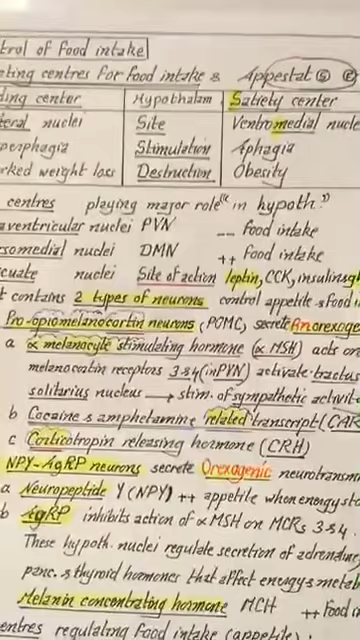 trol of Food intake
ating centres for food intake &
Appestat
ding center | Hypothalam | Satiety center
teral nuclei | Site | Ventromedial nucle
perphagia | Stimulation | Aphagia
rked weight loss | Destruction | Obesity
centres playing major role "in hypoth."
aventricular nuclei PVN -- food intake
rsomedial nuclei DMN ++ food intake
cuate nuclei Site of action leptin, CCK, insulin & gh
t contains 2 types of neurons control appetite & food i
Pro-opiomelanocortin neurons (POMC, secrete Anorexoge
a α melanocyte stimulating hormone (α MSH) acts on
melanocortin receptors 3 & 4 (in PVN) activate tractus
solitarius nucleus → stim. of sympathetic activit
b Cocaine & amphetamine related transcript (CAR
c Corticotropin releasing hormone (CRH)
NPY-AgRP neurons secrete Orexogenic neurotransm
a Neuropeptide Y (NPY) ++ appetite when energy sto
b AgRP inhibits action of α MSH on MCRs 3 & 4.
These hypoth. nuclei regulate secretion of adrenal,
panc. & thyroid hormones that affect energy & metab
Melanin concentrating hormone MCH ++ food
entres regulating food intake (appetite)